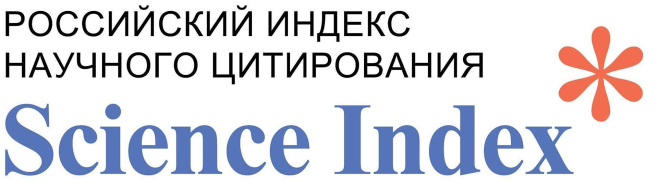 РОССИЙСКИЙ ИНДЕКС
НАУЧНОГО ЦИТИРОВАНИЯ
Science Index